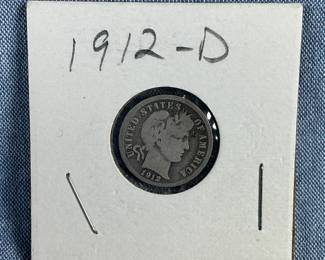 1912-D
UNITED STATES OF AMERICA
1912